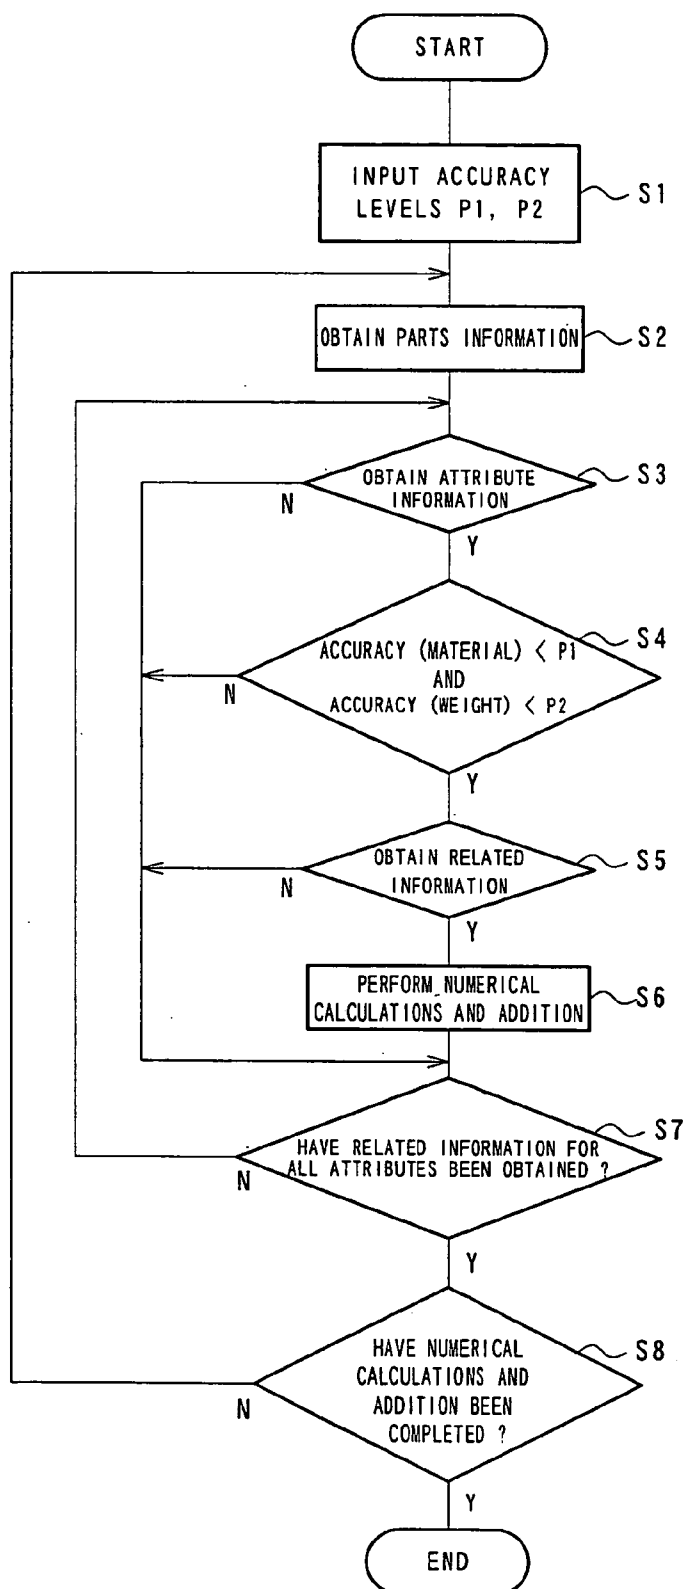 START
INPUT ACCURACY
LEVELS P1, P2
S1
OBTAIN PARTS INFORMATION
S2
OBTAIN ATTRIBUTE
INFORMATION
S3
N
Y
ACCURACY (MATERIAL) < P1
AND
ACCURACY (WEIGHT) < P2
S4
N
Y
OBTAIN RELATED
INFORMATION
S5
N
Y
PERFORM NUMERICAL
CALCULATIONS AND ADDITION
S6
HAVE RELATED INFORMATION FOR
ALL ATTRIBUTES BEEN OBTAINED ?
S7
N
Y
HAVE NUMERICAL
CALCULATIONS AND
ADDITION BEEN
COMPLETED ?
S8
N
Y
END